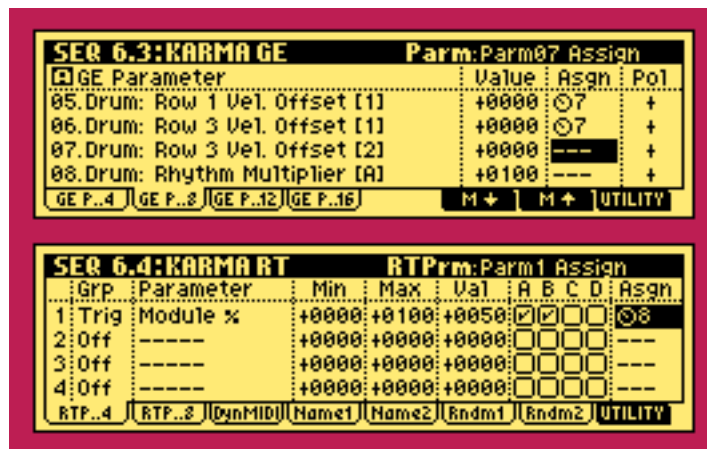 SEQ 6.3:KARMA GE Parm:Parm07 Assign
A GE Parameter Value Asgn Pol
05.Drum: Row 1 Vel. Offset [1] +0000 7 +
06.Drum: Row 3 Vel. Offset [1] +0000 7 +
07.Drum: Row 3 Vel. Offset [2] +0000 --- +
08.Drum: Rhythm Multiplier [A] +0100 --- +
GE P..4 GE P..8 GE P..12 GE P..16 M↓ M↑ UTILITY
SEQ 6.4:KARMA RT RTPrm:Parm1 Assign
Grp Parameter Min Max Val A B C D Asgn
1 Trig Module % +0000 +0100 +0050 8
2 Off ----- +0000 +0000 +0000 ---
3 Off ----- +0000 +0000 +0000 ---
4 Off ----- +0000 +0000 +0000 ---
RTP..4 RTP..8 DynMIDI Name1 Name2 Rndm1 Rndm2 UTILITY